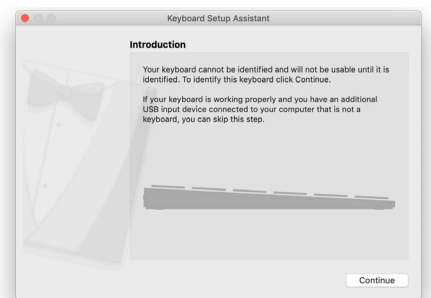 Keyboard Setup Assistant
Introduction
Your keyboard cannot be identified and will not be usable until it is
identified. To identify this keyboard click Continue.
If your keyboard is working properly and you have an additional
USB input device connected to your computer that is not a
keyboard, you can skip this step.
Continue